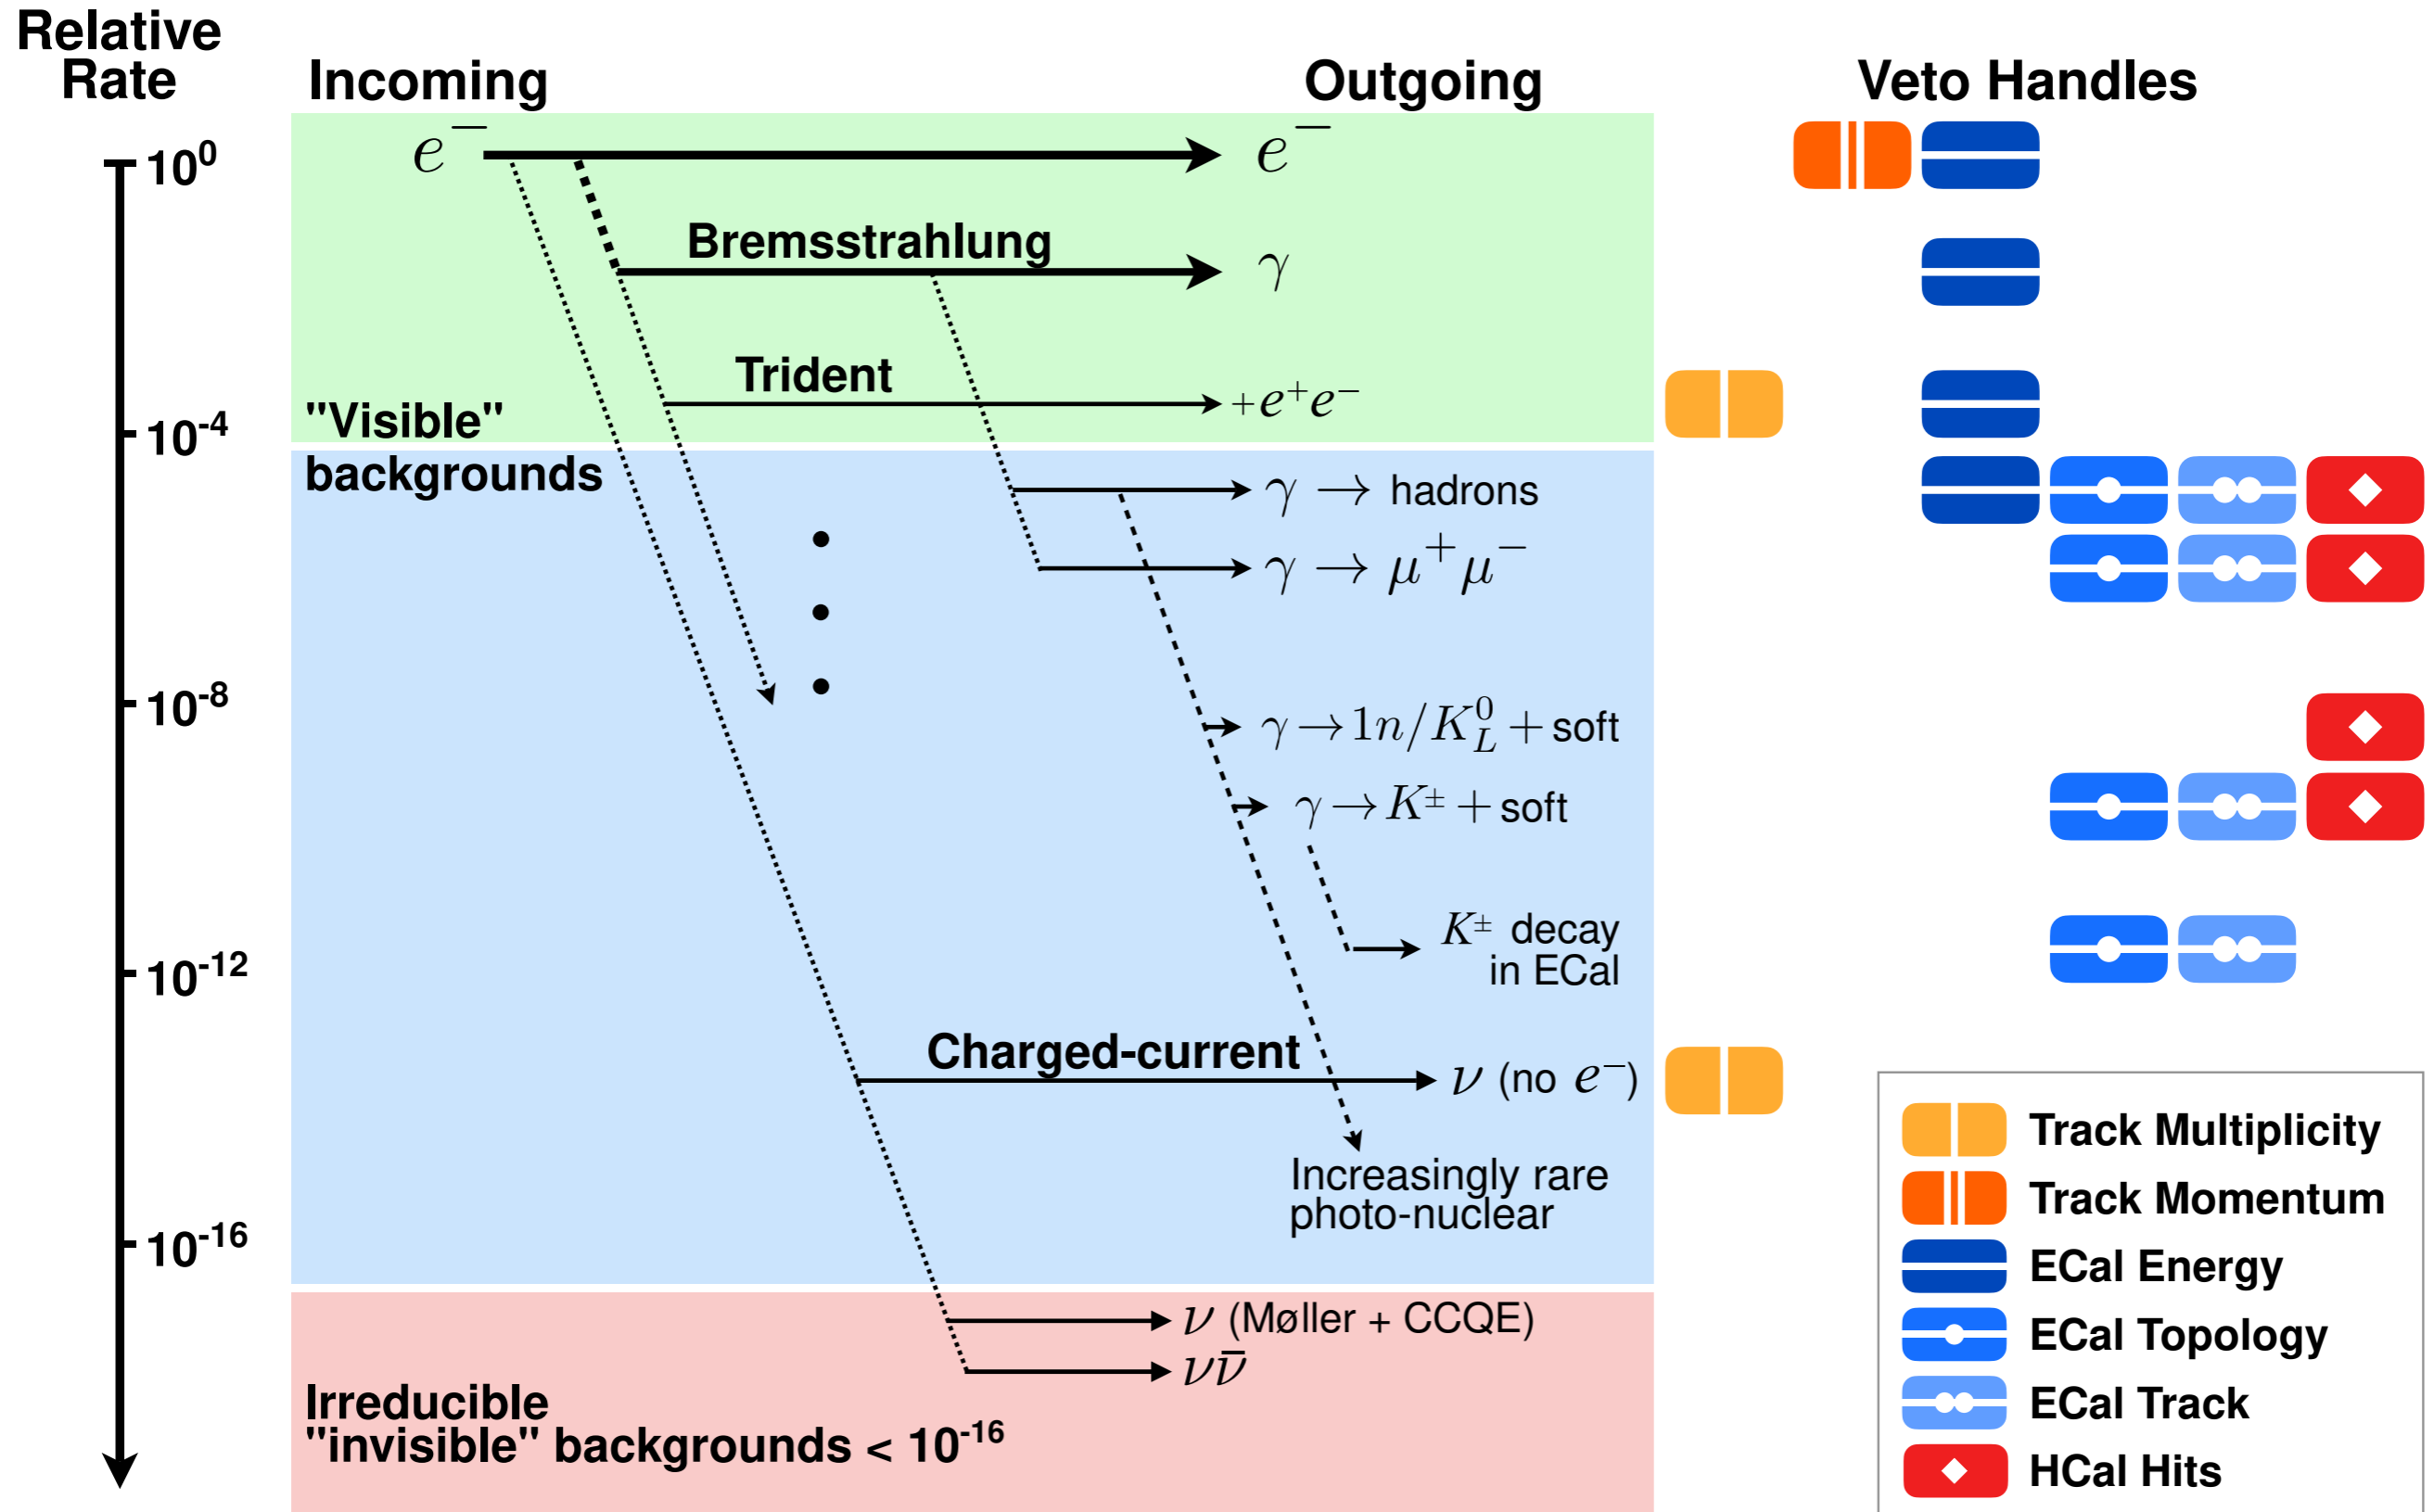 Relative
Rate
Incoming
Outgoing
Veto Handles
10⁰
e⁻
e⁻
Bremsstrahlung
γ
Trident
+e⁺e⁻
"Visible"
10⁻⁴
backgrounds
γ → hadrons
γ → μ⁺μ⁻
10⁻⁸
γ → 1n/K⁰_L + soft
γ → K± + soft
K± decay
in ECal
10⁻¹²
Charged-current
ν (no e⁻)
Increasingly rare
photo-nuclear
10⁻¹⁶
ν (Møller + CCQE)
νν̄
Irreducible
"invisible" backgrounds < 10⁻¹⁶
Track Multiplicity
Track Momentum
ECal Energy
ECal Topology
ECal Track
HCal Hits